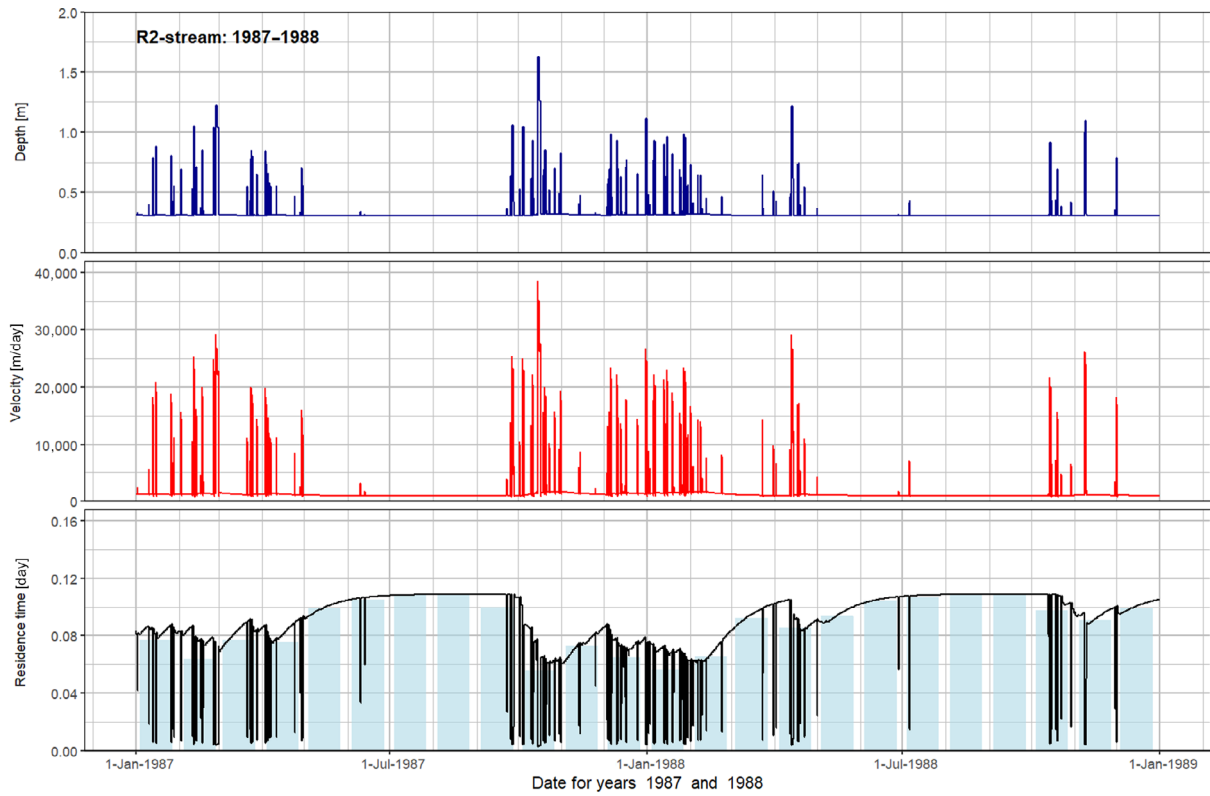 2.0
R2-stream: 1987–1988
1.5
1.0
0.5
0.0
Depth [m]
40,000
30,000
20,000
10,000
0
Velocity [m/day]
0.16
0.12
0.08
0.04
0.00
Residence time [day]
1-Jan-1987 1-Jul-1987 1-Jan-1988 1-Jul-1988 1-Jan-1989
Date for years 1987 and 1988